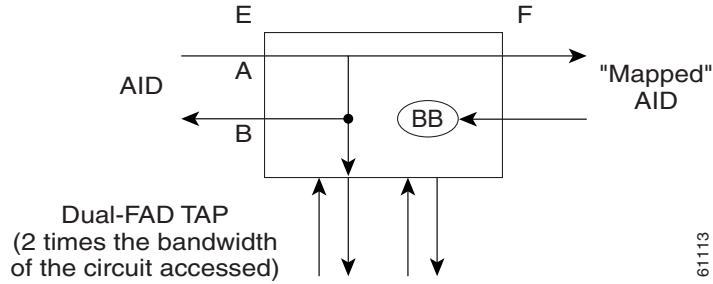 E
F
A
AID
"Mapped"
AID
BB
B
Dual-FAD TAP
(2 times the bandwidth
of the circuit accessed)
61113